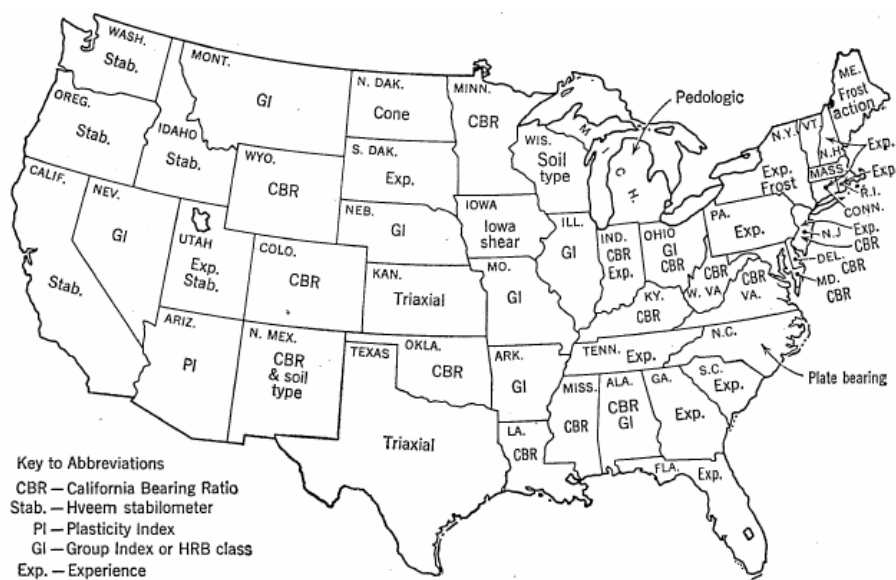 WASH.
Stab.
OREG.
Stab.
CALIF.
Stab.
NEV.
GI
IDAHO
Stab.
MONT.
GI
WYO.
CBR
UTAH
Exp.
Stab.
COLO.
CBR
ARIZ.
PI
N. MEX.
CBR
& soil
type
N. DAK.
Cone
S. DAK.
Exp.
NEB.
GI
KAN.
Triaxial
OKLA.
CBR
TEXAS
Triaxial
MINN.
CBR
IOWA
Iowa
shear
MO.
GI
ARK.
GI
LA.
CBR
WIS.
Soil
type
ILL.
GI
MICH.
Pedologic
IND.
CBR
Exp.
OHIO
GI
CBR
KY.
CBR
TENN.
Exp.
MISS.
CBR
ALA.
CBR
GI
GA.
Exp.
FLA.
Exp.
S.C.
Exp.
N.C.
Plate bearing
CBR
W. VA
CBR
VA.
PA.
Exp.
N.Y.
Exp.
Frost
VT.
N.H.
Exp.
ME.
Frost
action
MASS
Exp.
R.I.
CONN.
N.J
Exp.
CBR
DEL.
CBR
MD.
CBR
Key to Abbreviations
CBR — California Bearing Ratio
Stab. — Hveem stabilometer
PI — Plasticity Index
GI — Group Index or HRB class
Exp. — Experience